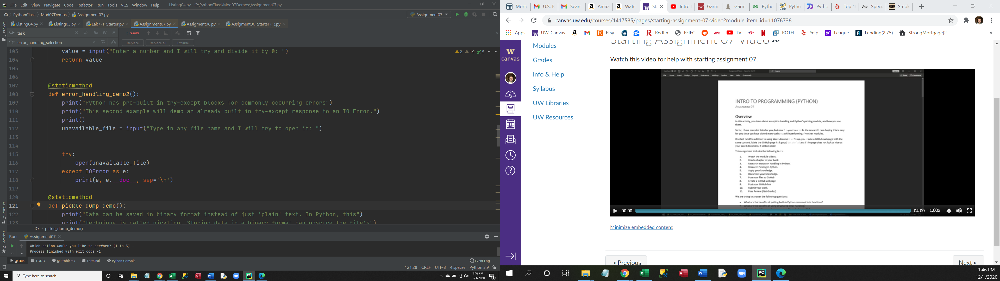 File Edit View Navigate Code Refactor Run Tools VCS Window Help Listing04.py - C:\PythonClass\Mod07Demos\Assignment07.py
C: PythonClass Mod07Demos Assignment07.py Assignment07
Listing04.py Listing03.py Lab7-1_Starter.py Assignment07.py Assigment06.py Assigment06_Starter (1).py
task 0 results
error_handling_selection Replace Replace all Exclude
103 value = input("Enter a number and I will try and divide it by 0: ") 2 19 5
104 return value
105
106
107 @staticmethod
108 def error_handling_demo2():
109 print("Python has pre-built in try-except blocks for commonly occurring errors")
110 print("This second example will demo an already built in try-except response to an IO Error.")
111 print()
112 unavailable_file = input("Type in any file name and I will try to open it: ")
113
114
115 try:
116 open(unavailable_file)
117 except IOError as e:
118 print(e, e.__doc__, sep='\n')
119
120 @staticmethod
121 def pickle_dump_demo():
122 print("Data can be saved in binary format instead of just 'plain' text. In Python, this")
123 print("technique is called pickling. Storing data in a binary format can obscure the file's")
IO pickle_dump_demo()
Run: Assignment07
Which option would you like to perform? [1 to 3] -
Process finished with exit code -1
4: Run TODO 6: Problems Terminal Python Console Event Log
121:28 CRLF UTF-8 4 spaces Python 3.9
1: Project
Z: Structure
2: Favorites
Type here to search
1:46 PM
12/1/2020
Mort U.S. B Searc Amaz Watch St Intro Garm Garm Pytho Pytho Pytho Top 1 Speci Smok
canvas.uw.edu/courses/1417585/pages/starting-assignment-07-video?module_item_id=11076738
Apps UW_Canvas Etsy Redfin FFIEC AVIS TV ROTH Yelp League Lending(2.75) StrongMortgage(2....
canvas
Modules
Grades
Info & Help
Syllabus
UW Libraries
UW Resources
Starting Assignment 07 Video
Watch this video for help with starting assignment 07.
INTRO TO PROGRAMMING (PYTHON)
ASSIGNMENT 07
Overview
In this activity, you learn about exception handling and Python's pickling module, and how you use
them.
So far, I have provided links for you, but now your turn do the research! I am hoping this is easy
for you since you have visited many while performing other modules.
One last twist! In addition to using Word you create a GitHub webpage with the
same content. Make the GitHub page good, if the page does not look as nice as
your Word document, it seldom does!
This assignment includes the following
1. Watch the module videos.
2. Read a chapter in your book.
3. Research exception handling in Python.
4. Research Pickling in Python.
5. Apply your knowledge.
6. Document your knowledge.
7. Post your files to GitHub
8. Create a GitHub webpage
9. Post your GitHub link
10. Submit your work.
11. Peer Review (Not Graded)
We are trying to answer the following questions:
• What are the benefits of putting built-in Python command into functions?
00:00 04:09 1.00x
Minimize embedded content
Previous Next
1:46 PM
12/1/2020